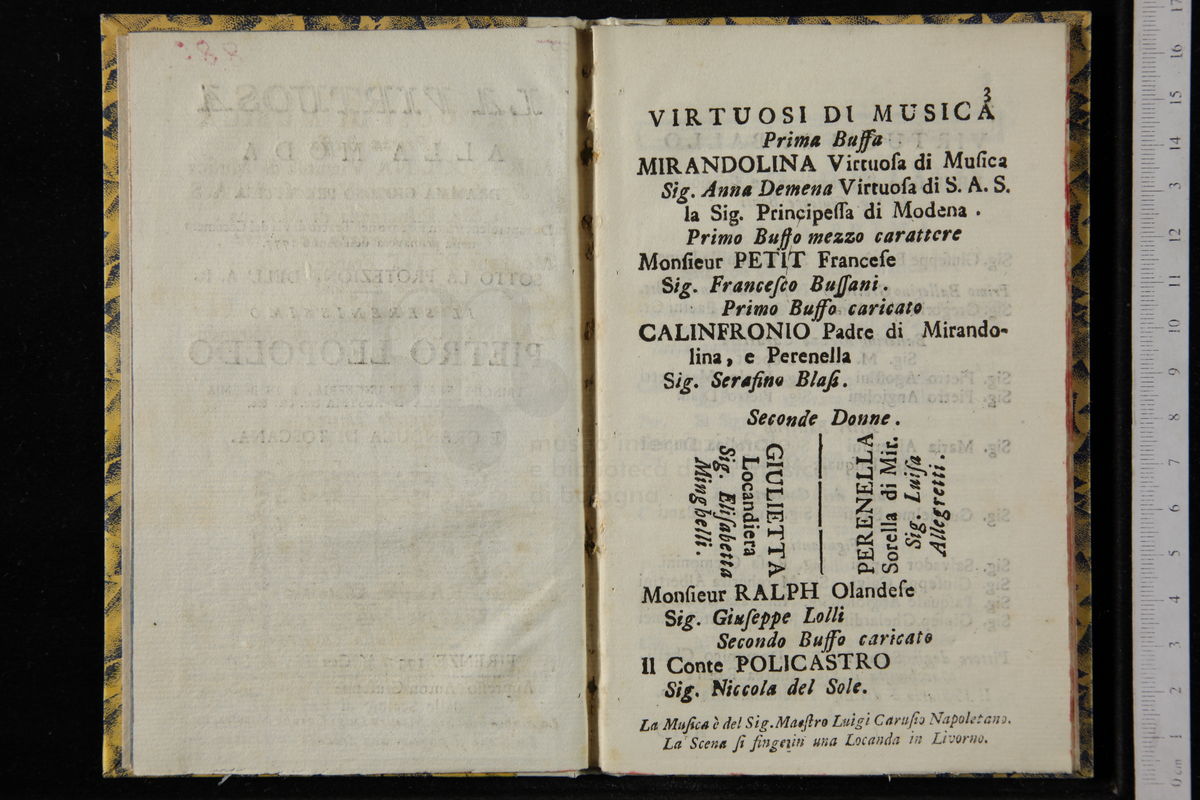 3
VIRTUOSI DI MUSICA
Prima Buffa
MIRANDOLINA Virtuoſa di Muſica
Sig. Anna Demena Virtuoſa di S. A. S.
la Sig. Principeſſa di Modena .
Primo Buffo mezzo carattere
Monſieur PETIT Franceſe
Sig. Franceſco Buſſani.
Primo Buffo caricato
CALINFRONIO Padre di Mirando-
lina, e Perenella
Sig. Serafino Blaſi.
Seconde Donne .
GIULIETTA
Locandiera
Sig. Eliſabetta
Minghelli.
PERENELLA
Sorella di Mir.
Sig. Luiſa
Allegretti.
Monſieur RALPH Olandeſe
Sig. Giuſeppe Lolli
Secondo Buffo caricato
Il Conte POLICASTRO
Sig. Niccola del Sole.
La Muſica è del Sig. Maeſtro Luigi Caruſio Napoletano.
La Scena ſi finge in una Locanda in Livorno.